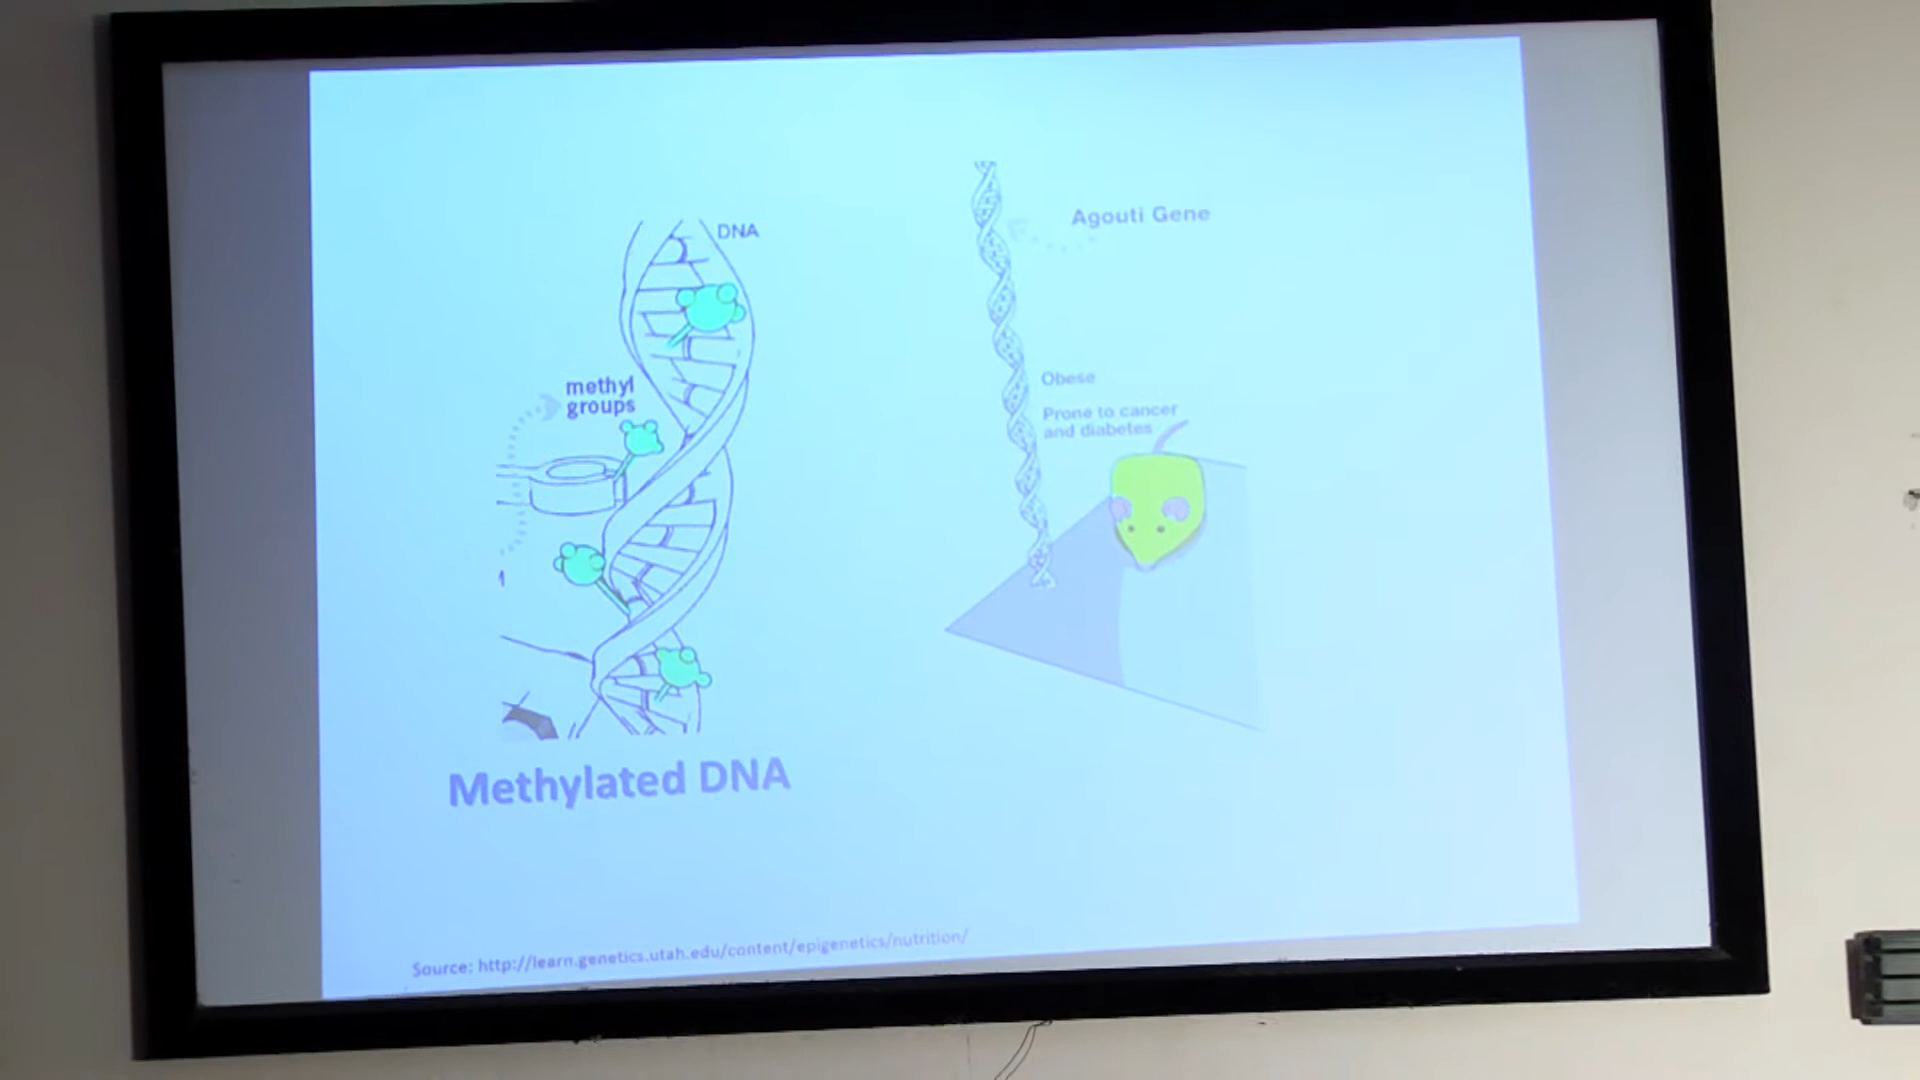 DNA
methyl
groups
Methylated DNA
Agouti Gene
Obese
Prone to cancer
and diabetes
Source: http://learn.genetics.utah.edu/content/epigenetics/nutrition/